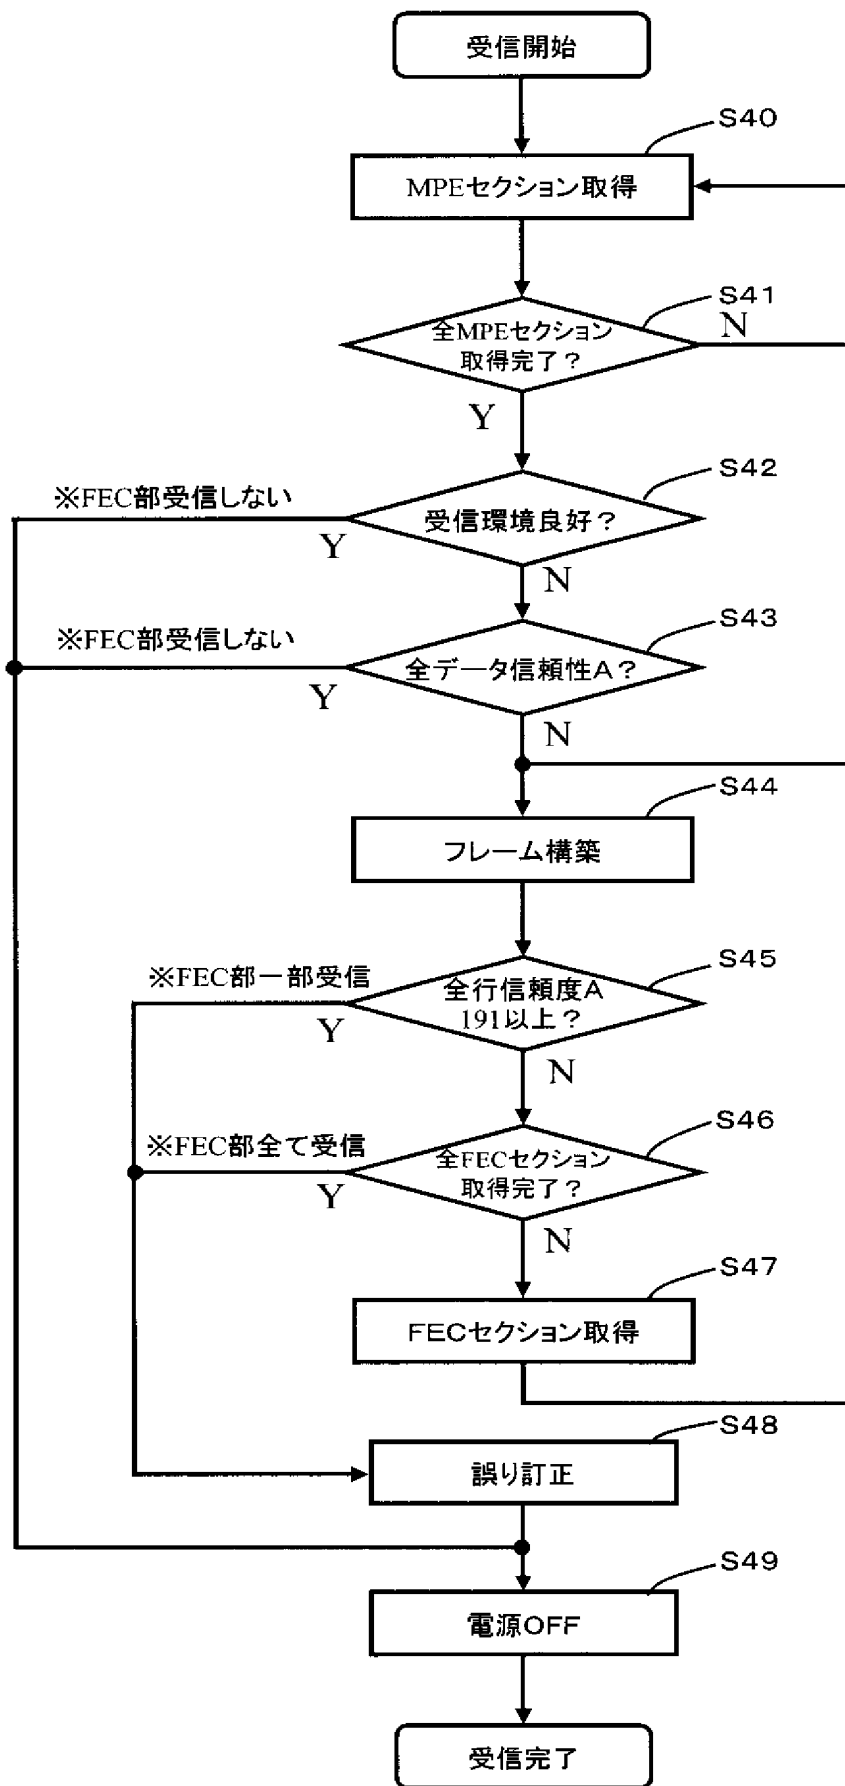 受信開始
S40
MPEセクション取得
S41
全MPEセクション
取得完了？
N
Y
S42
※FEC部受信しない
受信環境良好？
Y
N
S43
※FEC部受信しない
全データ信頼性A？
Y
N
S44
フレーム構築
S45
※FEC部一部受信
全行信頼度A
191以上？
Y
N
S46
※FEC部全て受信
全FECセクション
取得完了？
Y
N
S47
FECセクション取得
S48
誤り訂正
S49
電源OFF
受信完了